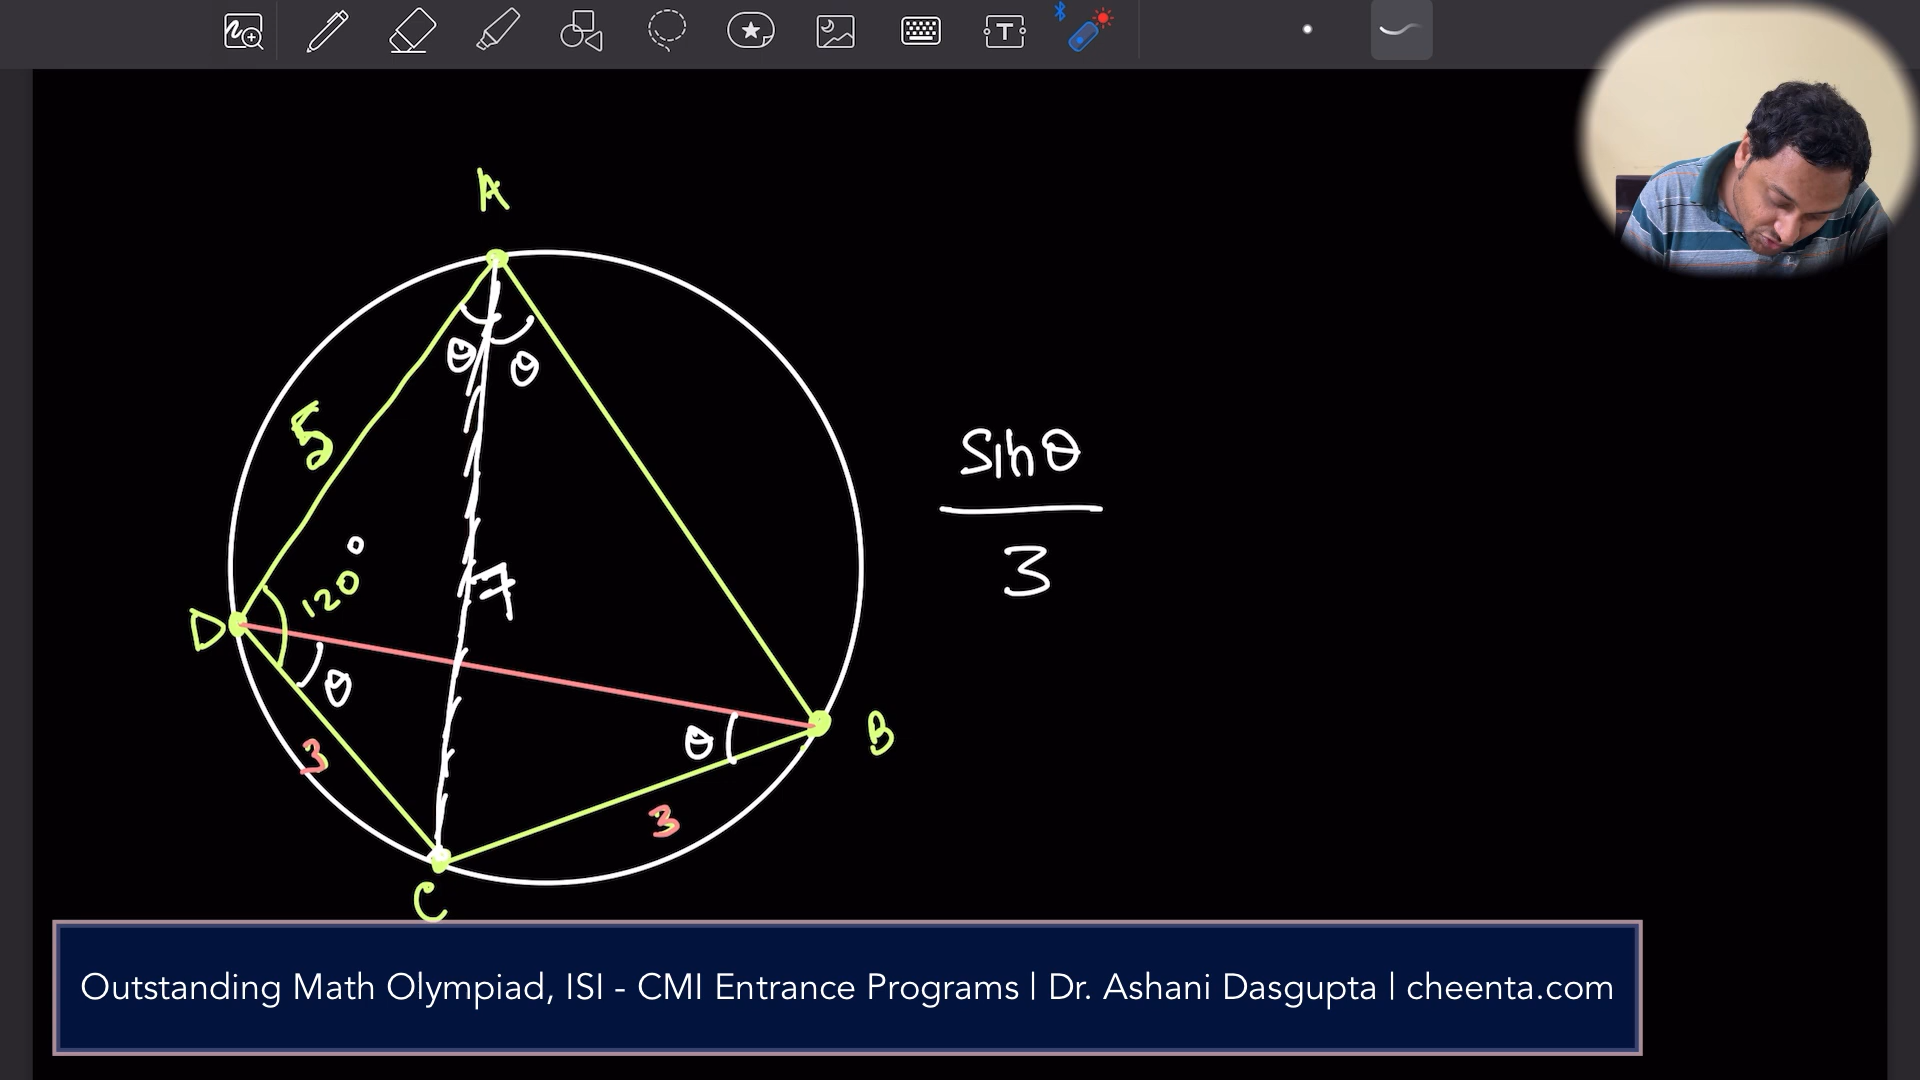 A
θ θ
5
120°
7
D
θ
3
θ
B
3
C
sinθ
3
Outstanding Math Olympiad, ISI - CMI Entrance Programs | Dr. Ashani Dasgupta | cheenta.com